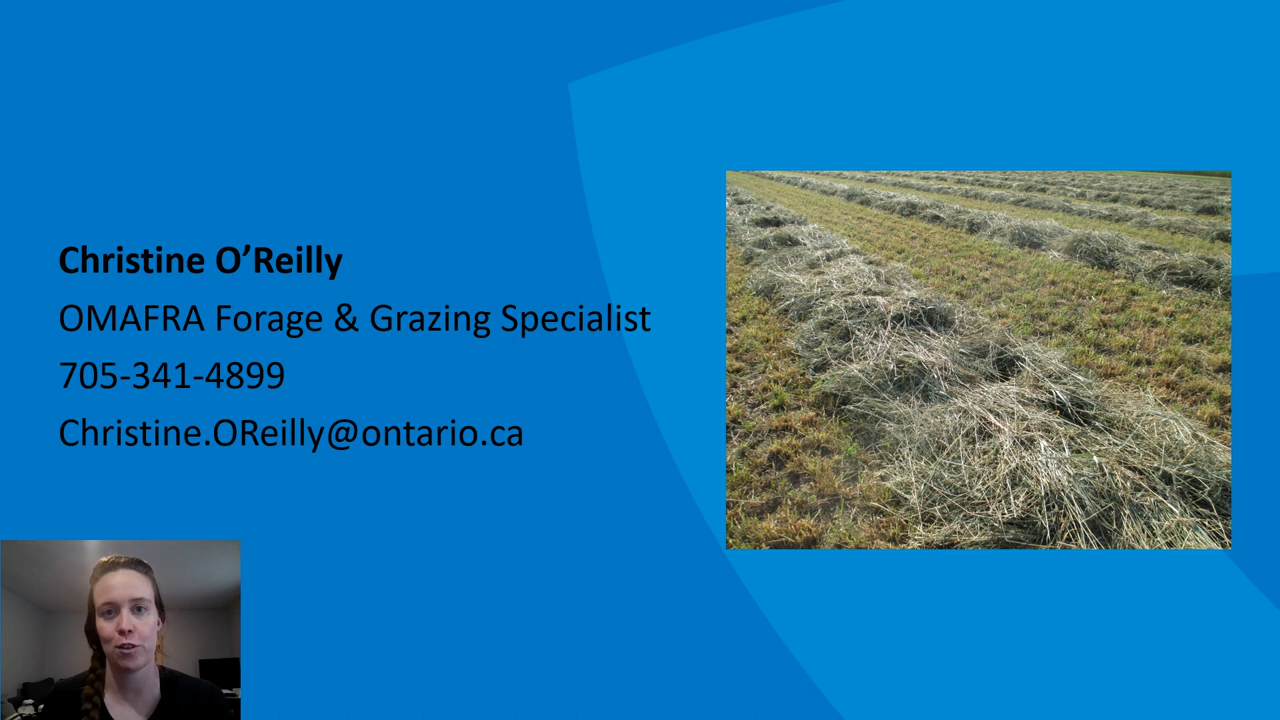 Christine O’Reilly
OMAFRA Forage & Grazing Specialist
705-341-4899
Christine.OReilly@ontario.ca